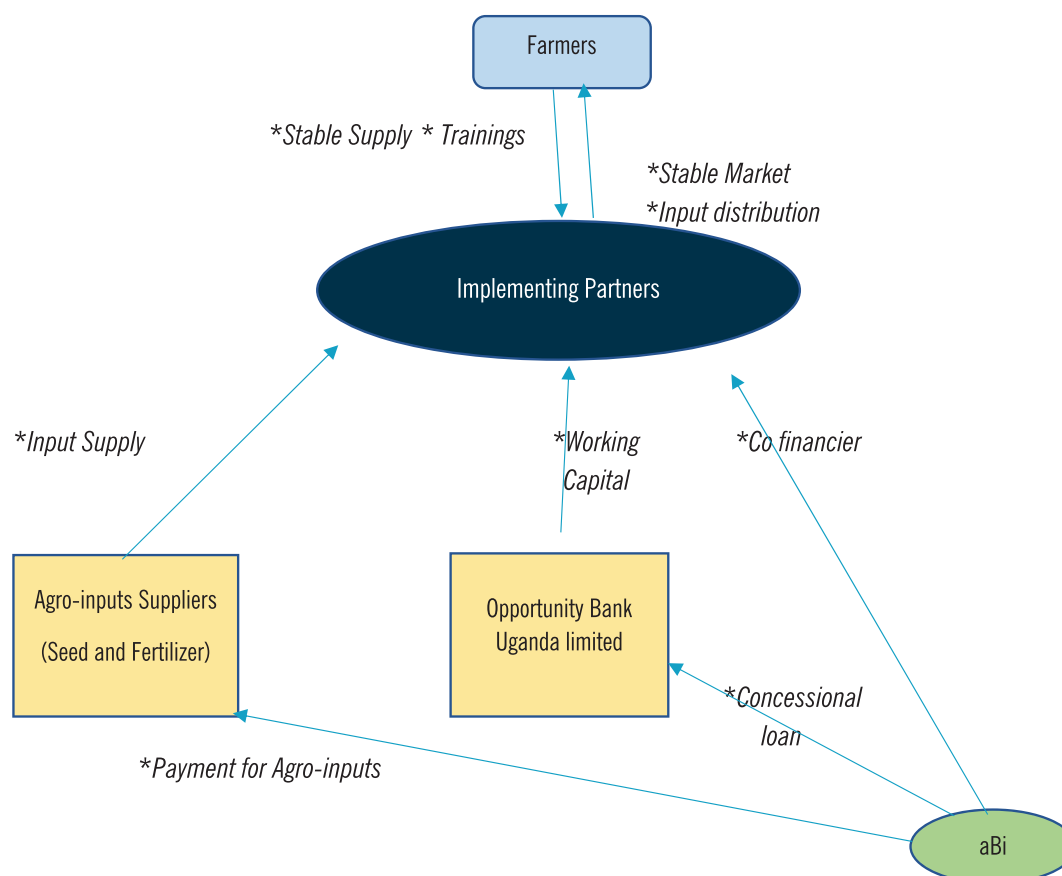 Farmers
*Stable Supply * Trainings
*Stable Market
*Input distribution
Implementing Partners
*Input Supply
*Working
Capital
*Co financier
Agro-inputs Suppliers
(Seed and Fertilizer)
Opportunity Bank
Uganda limited
*Concessional
loan
*Payment for Agro-inputs
aBi